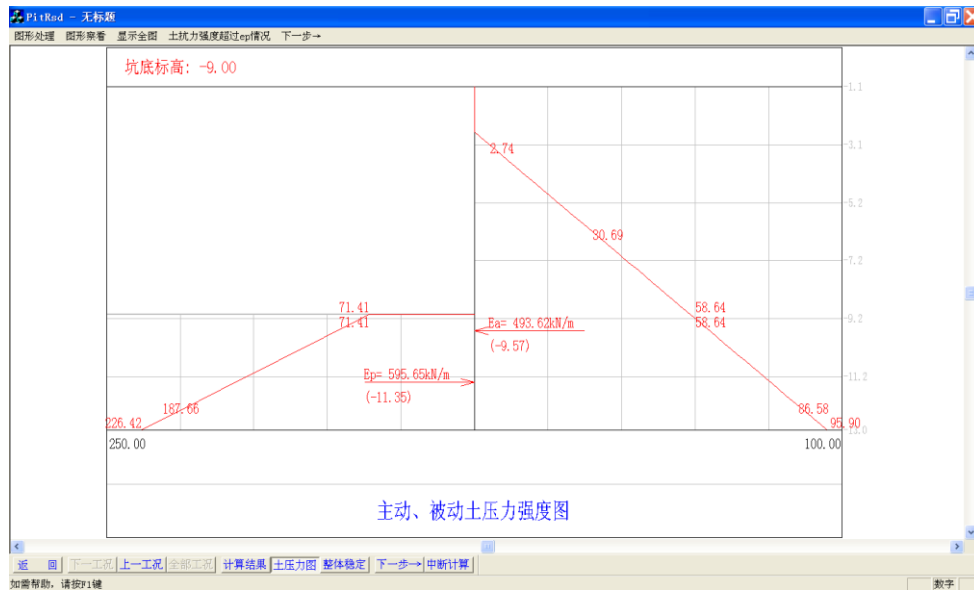 PitRod - 无标题
图形处理 图形察看 显示全图 土抗力强度超过ep情况 下一步→
坑底标高: -9.00
-1.1
2.74
-3.1
-5.2
30.69
-7.2
71.41
58.64
-9.2
71.41
58.64
Ea= 493.62kN/m
(-9.57)
Ep= 595.65kN/m
-11.2
(-11.35)
187.66
86.58
226.42
95.90
250.00
100.00
主动、被动土压力强度图
返 回 下一工况 上一工况 全部工况 计算结果 土压力图 整体稳定 下一步→ 中断计算
如需帮助，请按F1键
数字